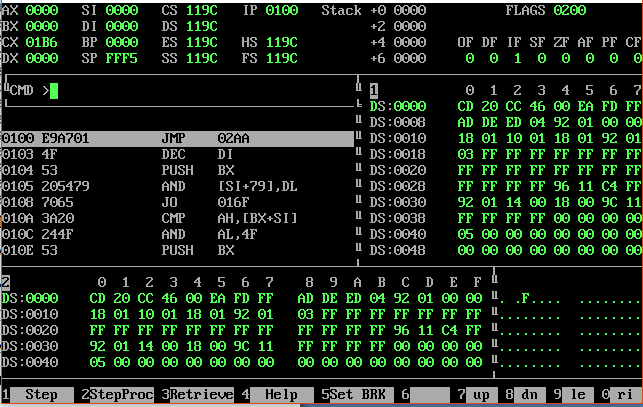 AX 0000 SI 0000 CS 119C IP 0100 Stack +0 0000 FLAGS 0200
BX 0000 DI 0000 DS 119C +2 0000
CX 01B6 BP 0000 ES 119C HS 119C +4 0000 OF DF IF SF ZF AF PF CF
DX 0000 SP FFF5 SS 119C FS 119C +6 0000 0 0 1 0 0 0 0 0
CMD >
1 0 1 2 3 4 5 6 7
DS:0000 CD 20 CC 46 00 EA FD FF
DS:0008 AD DE ED 04 92 01 00 00
0100 E9A701 JMP 02AA DS:0010 18 01 10 01 18 01 92 01
0103 4F DEC DI DS:0018 03 FF FF FF FF FF FF FF
0104 53 PUSH BX DS:0020 FF FF FF FF FF FF FF FF
0105 205479 AND [SI+79],DL DS:0028 FF FF FF FF 96 11 C4 FF
0108 7065 JO 016F DS:0030 92 01 14 00 18 00 9C 11
010A 3A20 CMP AH,[BX+SI] DS:0038 FF FF FF FF 00 00 00 00
010C 244F AND AL,4F DS:0040 05 00 00 00 00 00 00 00
010E 53 PUSH BX DS:0048 00 00 00 00 00 00 00 00
2 0 1 2 3 4 5 6 7 8 9 A B C D E F
DS:0000 CD 20 CC 46 00 EA FD FF AD DE ED 04 92 01 00 00 . .F.... ........
DS:0010 18 01 10 01 18 01 92 01 03 FF FF FF FF FF FF FF ........ ........
DS:0020 FF FF FF FF FF FF FF FF FF FF FF FF 96 11 C4 FF ........ ........
DS:0030 92 01 14 00 18 00 9C 11 FF FF FF FF 00 00 00 00 ........ ........
DS:0040 05 00 00 00 00 00 00 00 00 00 00 00 00 00 00 00 ........ ........
1 Step 2StepProc 3Retrieve 4 Help 5Set BRK 6 7 up 8 dn 9 le 0 ri